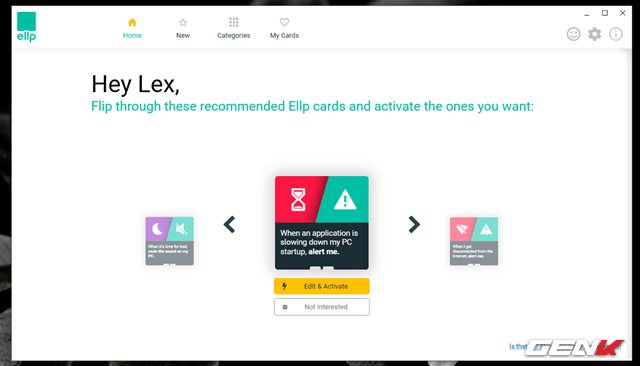 ellp
Home
New
Categories
My Cards
Hey Lex,
Flip through these recommended Ellp cards and activate the ones you want:
When it's time for bed,
mute the sound on my
PC.
When an application is
slowing down my PC
startup, alert me.
When I get
disconnected from the
Internet, alert me.
Edit & Activate
Not Interested
Is that
GENK